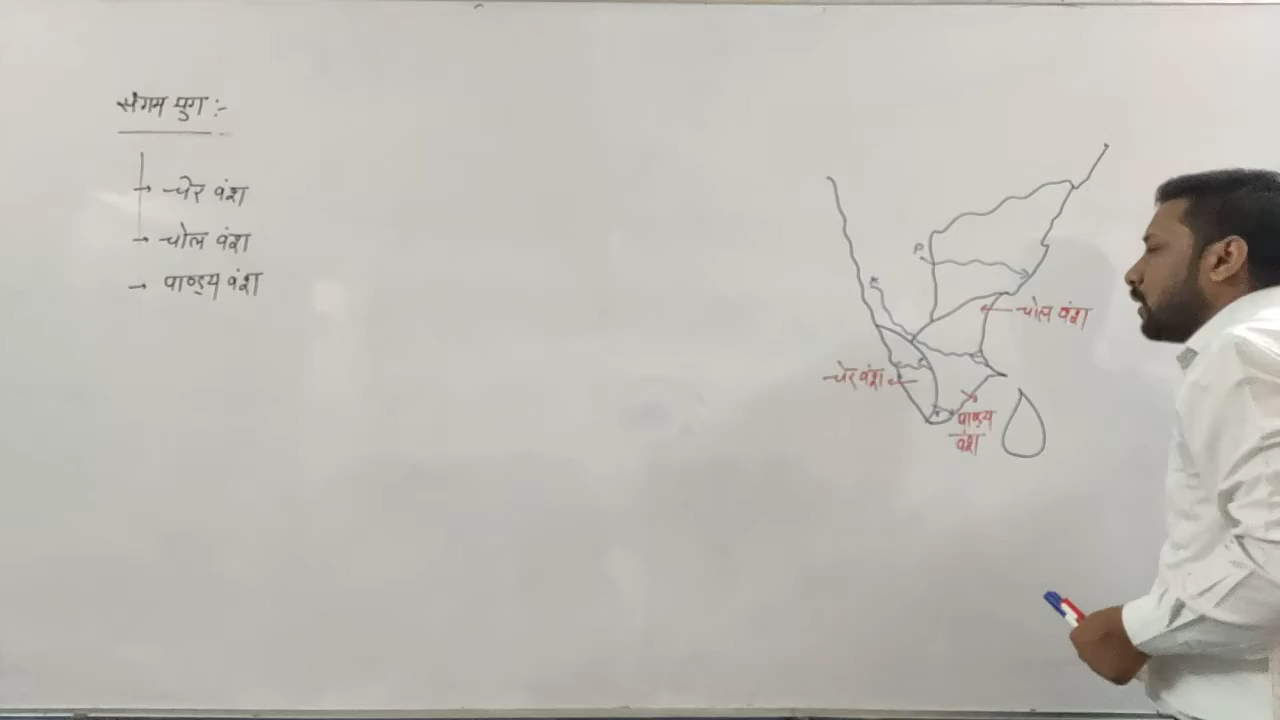 संगम युग :-
→ चेर वंश
→ चोल वंश
→ पाण्ड्य वंश
P
K
चोल वंश
चेर वंश
पाण्ड्य
वंश